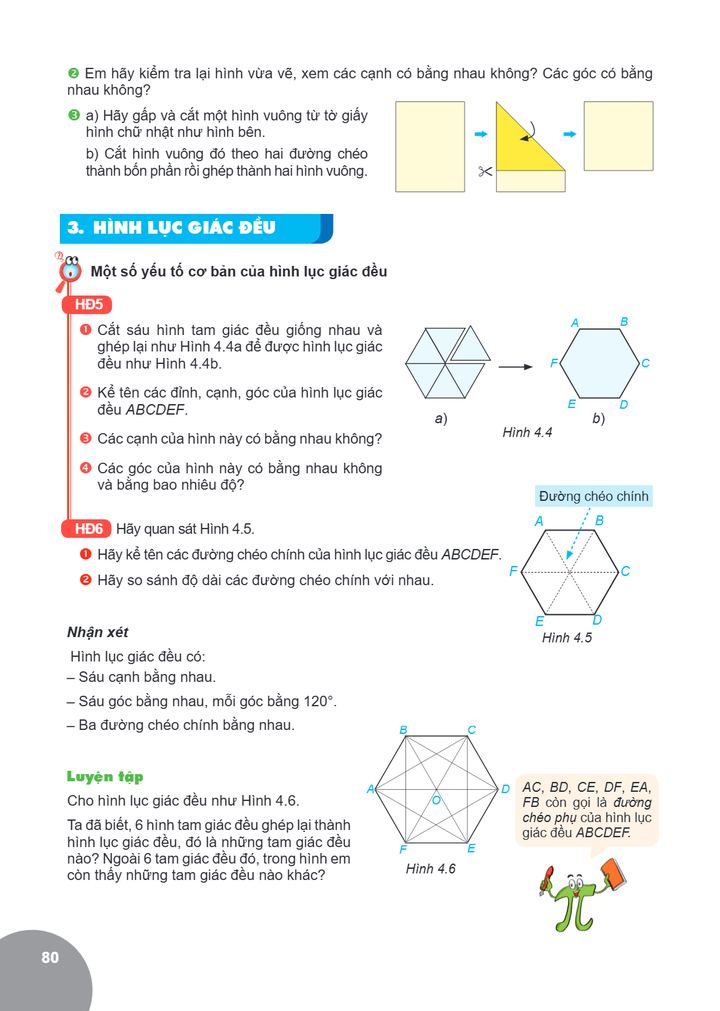 ❷ Em hãy kiểm tra lại hình vừa vẽ, xem các cạnh có bằng nhau không? Các góc có bằng
nhau không?
❸ a) Hãy gấp và cắt một hình vuông từ tờ giấy
hình chữ nhật như hình bên.
b) Cắt hình vuông đó theo hai đường chéo
thành bốn phần rồi ghép thành hai hình vuông.
3. HÌNH LỤC GIÁC ĐỀU
Một số yếu tố cơ bản của hình lục giác đều
HĐ5
❶ Cắt sáu hình tam giác đều giống nhau và
ghép lại như Hình 4.4a để được hình lục giác
đều như Hình 4.4b.
❷ Kể tên các đỉnh, cạnh, góc của hình lục giác
đều ABCDEF.
❸ Các cạnh của hình này có bằng nhau không?
❹ Các góc của hình này có bằng nhau không
và bằng bao nhiêu độ?
A B
F C
E D
a) b)
Hình 4.4
HĐ6 Hãy quan sát Hình 4.5.
❶ Hãy kể tên các đường chéo chính của hình lục giác đều ABCDEF.
❷ Hãy so sánh độ dài các đường chéo chính với nhau.
Đường chéo chính
A B
F C
E D
Hình 4.5
Nhận xét
Hình lục giác đều có:
– Sáu cạnh bằng nhau.
– Sáu góc bằng nhau, mỗi góc bằng 120°.
– Ba đường chéo chính bằng nhau.
Luyện tập
Cho hình lục giác đều như Hình 4.6.
Ta đã biết, 6 hình tam giác đều ghép lại thành
hình lục giác đều, đó là những tam giác đều
nào? Ngoài 6 tam giác đều đó, trong hình em
còn thấy những tam giác đều nào khác?
B C
A D
O
F E
Hình 4.6
AC, BD, CE, DF, EA,
FB còn gọi là đường
chéo phụ của hình lục
giác đều ABCDEF.
80